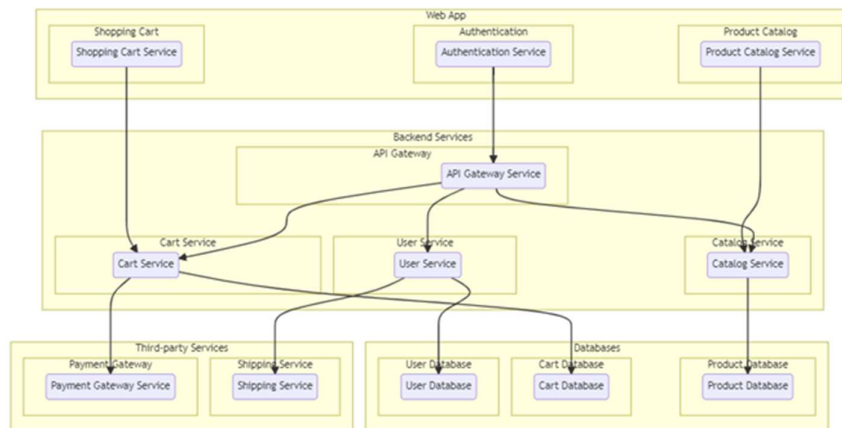 Web App
Shopping Cart
Authentication
Product Catalog
Shopping Cart Service
Authentication Service
Product Catalog Service
Backend Services
API Gateway
API Gateway Service
Cart Service
User Service
Catalog Service
Cart Service
User Service
Catalog Service
Third-party Services
Databases
Payment Gateway
Shipping Service
User Database
Cart Database
Product Database
Payment Gateway Service
Shipping Service
User Database
Cart Database
Product Database